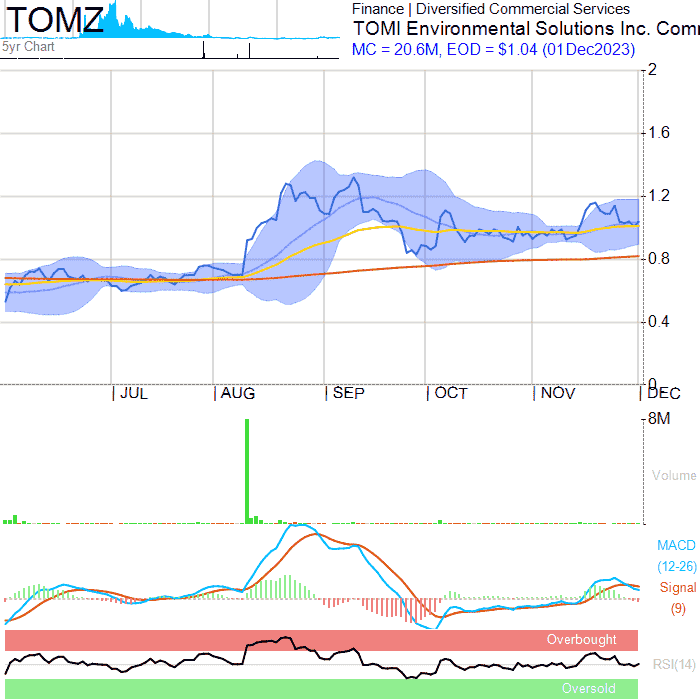 TOMZ
5yr Chart
Finance | Diversified Commercial Services
TOMI Environmental Solutions Inc. Com
MC = 20.6M, EOD = $1.04 (01Dec2023)
2
1.6
1.2
0.8
0.4
0
JUL
AUG
SEP
OCT
NOV
DEC
8M
Volume
MACD
(12-26)
Signal
(9)
Overbought
RSI(14)
Oversold